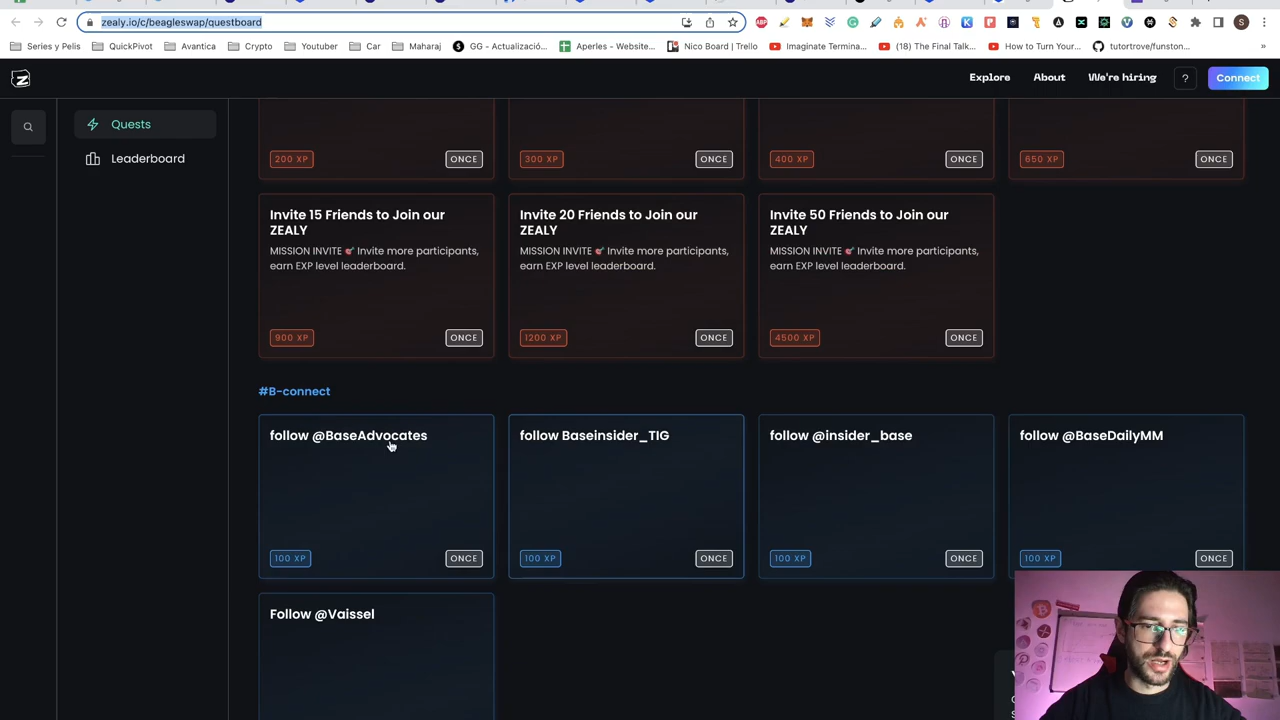 zealy.io/c/beagleswap/questboard
Series y Pelis
QuickPivot
Avantica
Crypto
Youtuber
Car
Maharaj
GG - Actualizació...
Aperles - Website...
Nico Board | Trello
Imaginate Termina...
(18) The Final Talk...
How to Turn Your...
tutortrove/funston...
»
Explore
About
We're hiring
?
Connect
Quests
Leaderboard
200 XP
ONCE
300 XP
ONCE
400 XP
ONCE
650 XP
ONCE
Invite 15 Friends to Join our
ZEALY
MISSION INVITE 🎯 Invite more participants,
earn EXP level leaderboard.
900 XP
ONCE
Invite 20 Friends to Join our
ZEALY
MISSION INVITE 🎯 Invite more participants,
earn EXP level leaderboard.
1200 XP
ONCE
Invite 50 Friends to Join our
ZEALY
MISSION INVITE 🎯 Invite more participants,
earn EXP level leaderboard.
4500 XP
ONCE
#B-connect
follow @BaseAdvocates
100 XP
ONCE
follow Baseinsider_TIG
100 XP
ONCE
follow @insider_base
100 XP
ONCE
follow @BaseDailyMM
100 XP
ONCE
Follow @Vaissel